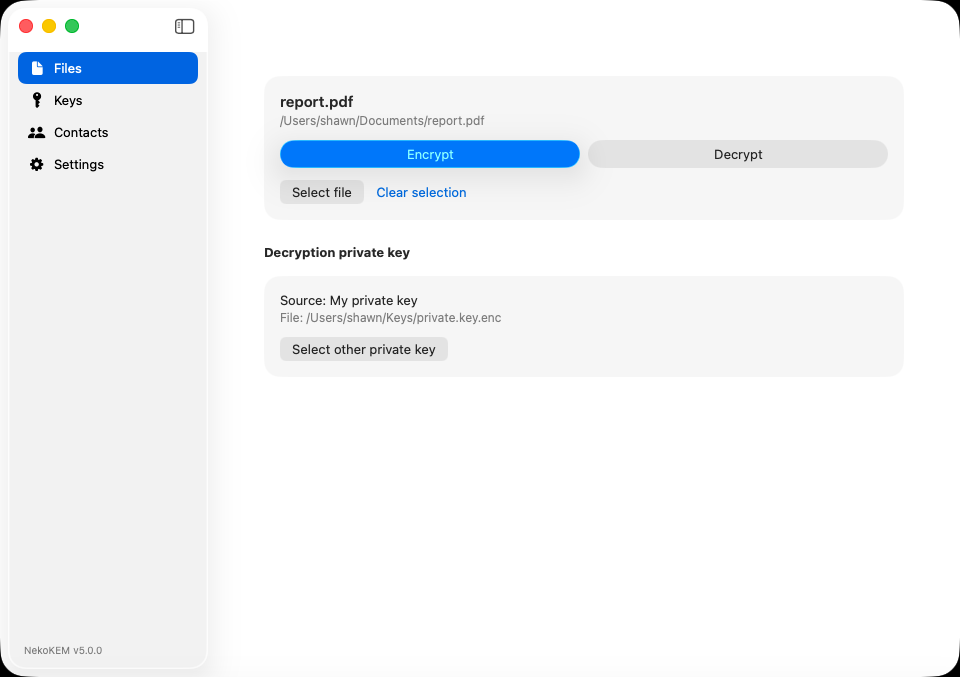 Files
Keys
Contacts
Settings
report.pdf
/Users/shawn/Documents/report.pdf
Encrypt
Decrypt
Select file
Clear selection
Decryption private key
Source: My private key
File: /Users/shawn/Keys/private.key.enc
Select other private key
NekoKEM v5.0.0